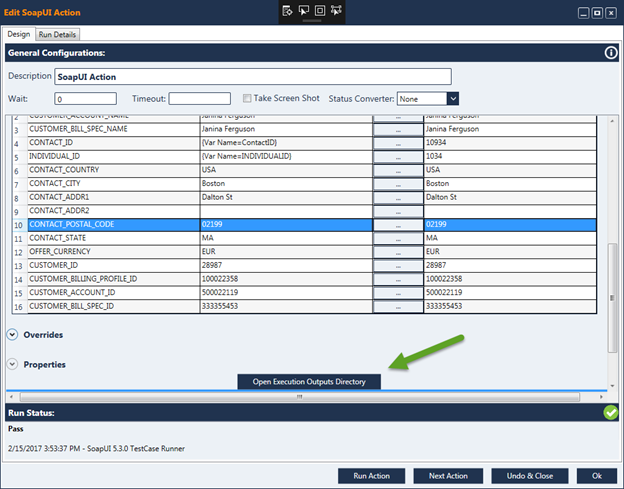 Edit SoapUI Action
Design Run Details
General Configurations:
Description SoapUI Action
Wait: 0 Timeout: Take Screen Shot Status Converter: None
2 CUSTOMER_ACCOUNT_NAME Janina Ferguson ... Janina Ferguson
3 CUSTOMER_BILL_SPEC_NAME Janina Ferguson ... Janina Ferguson
4 CONTACT_ID {Var Name=ContactID} ... 10934
5 INDIVIDUAL_ID {Var Name=INDIVIDUALID} ... 1034
6 CONTACT_COUNTRY USA ... USA
7 CONTACT_CITY Boston ... Boston
8 CONTACT_ADDR1 Dalton St ... Dalton St
9 CONTACT_ADDR2 ...
10 CONTACT_POSTAL_CODE 02199 ... 02199
11 CONTACT_STATE MA ... MA
12 OFFER_CURRENCY EUR ... EUR
13 CUSTOMER_ID 28987 ... 28987
14 CUSTOMER_BILLING_PROFILE_ID 100022358 ... 100022358
15 CUSTOMER_ACCOUNT_ID 500022119 ... 500022119
16 CUSTOMER_BILL_SPEC_ID 333355453 ... 333355453
Overrides
Properties
Open Execution Outputs Directory
Run Status:
Pass
2/15/2017 3:53:37 PM - SoapUI 5.3.0 TestCase Runner
Run Action Next Action Undo & Close Ok